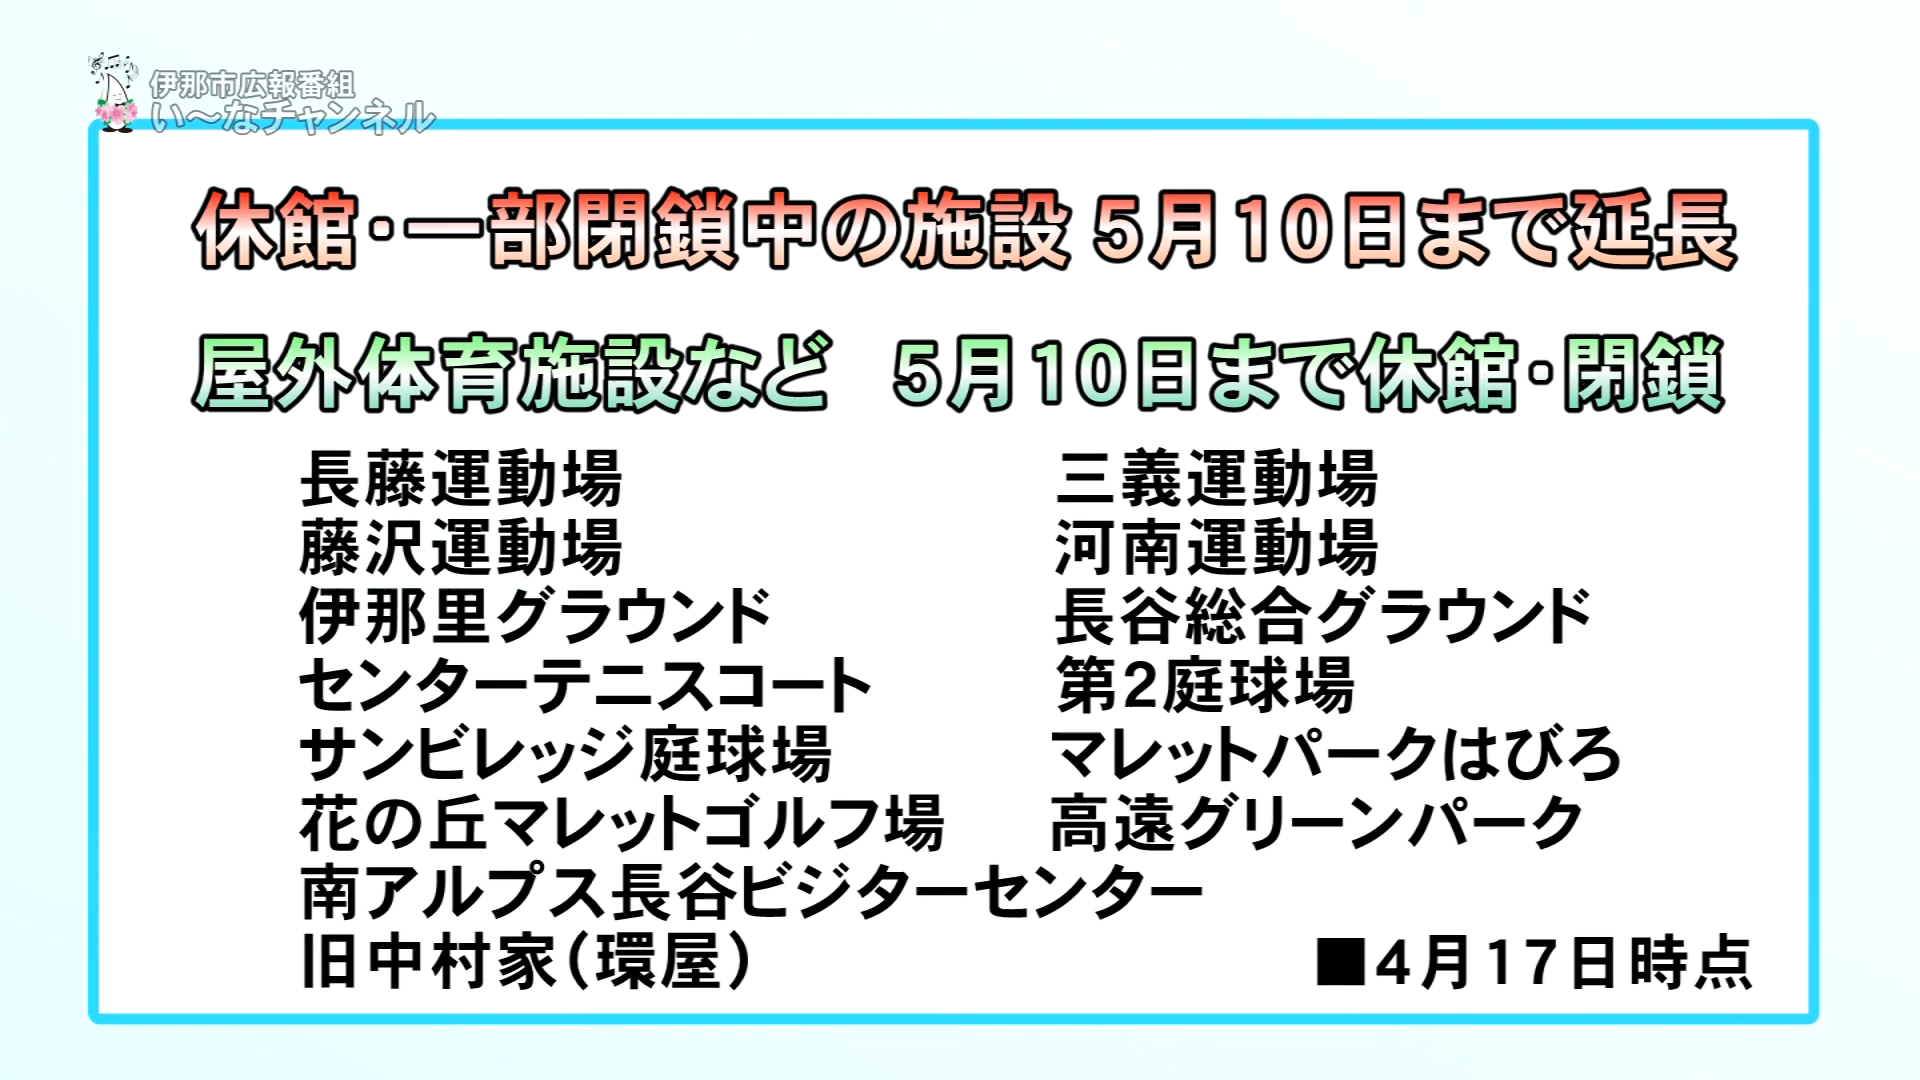 伊那市広報番組
い～なチャンネル
休館・一部閉鎖中の施設 5月10日まで延長
屋外体育施設など 5月10日まで休館・閉鎖
長藤運動場 三義運動場
藤沢運動場 河南運動場
伊那里グラウンド 長谷総合グラウンド
センターテニスコート 第2庭球場
サンビレッジ庭球場 マレットパークはびろ
花の丘マレットゴルフ場 高遠グリーンパーク
南アルプス長谷ビジターセンター
旧中村家（環屋）
■4月17日時点